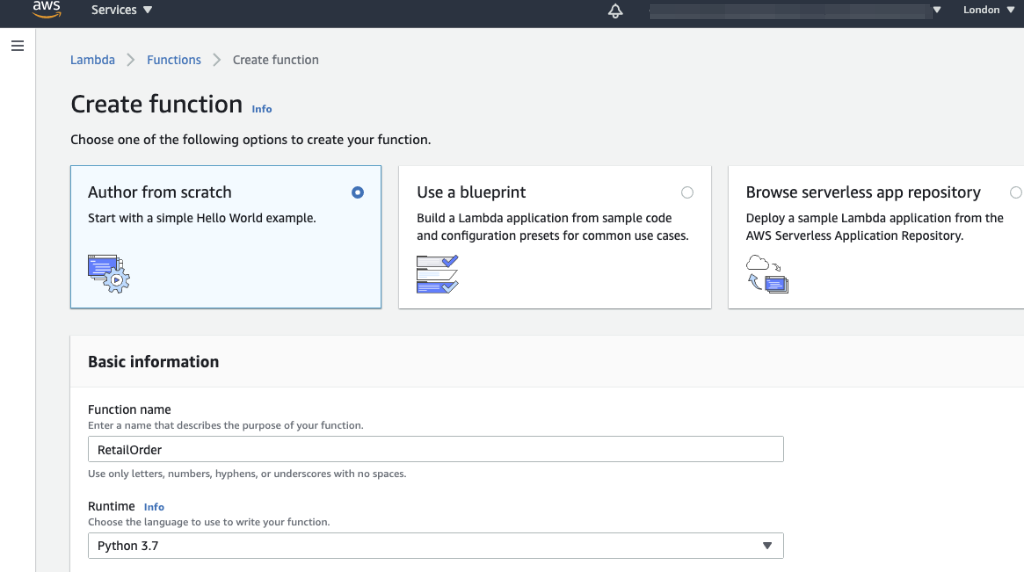 aws
Services
London
Lambda Functions Create function
Create function Info
Choose one of the following options to create your function.
Author from scratch
Start with a simple Hello World example.
Use a blueprint
Build a Lambda application from sample code
and configuration presets for common use cases.
Browse serverless app repository
Deploy a sample Lambda application from the
AWS Serverless Application Repository.
Basic information
Function name
Enter a name that describes the purpose of your function.
RetailOrder
Use only letters, numbers, hyphens, or underscores with no spaces.
Runtime Info
Choose the language to use to write your function.
Python 3.7